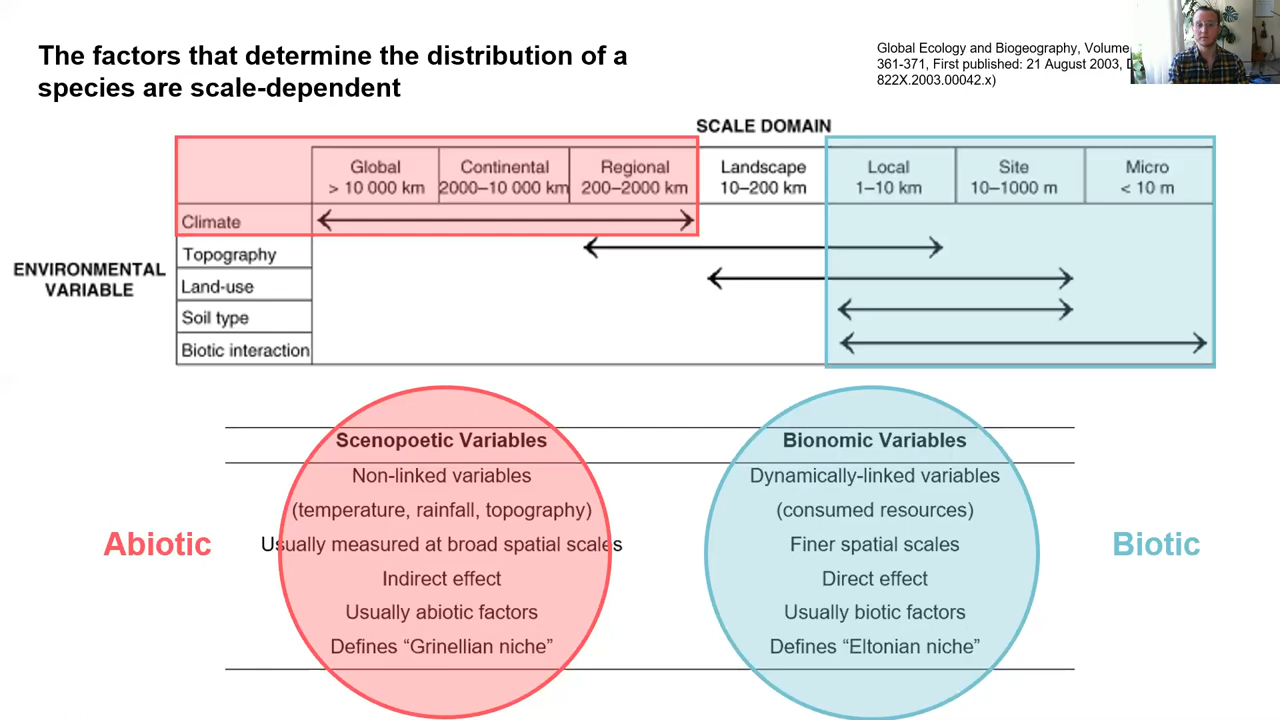 The factors that determine the distribution of a
species are scale-dependent
Global Ecology and Biogeography, Volume
361-371, First published: 21 August 2003,
822X.2003.00042.x)
SCALE DOMAIN
Global
> 10 000 km
Continental
2000–10 000 km
Regional
200–2000 km
Landscape
10–200 km
Local
1–10 km
Site
10–1000 m
Micro
< 10 m
ENVIRONMENTAL
VARIABLE
Climate
Topography
Land-use
Soil type
Biotic interaction
Abiotic
Scenopoetic Variables
Non-linked variables
(temperature, rainfall, topography)
Usually measured at broad spatial scales
Indirect effect
Usually abiotic factors
Defines “Grinellian niche”
Bionomic Variables
Dynamically-linked variables
(consumed resources)
Finer spatial scales
Direct effect
Usually biotic factors
Defines “Eltonian niche”
Biotic